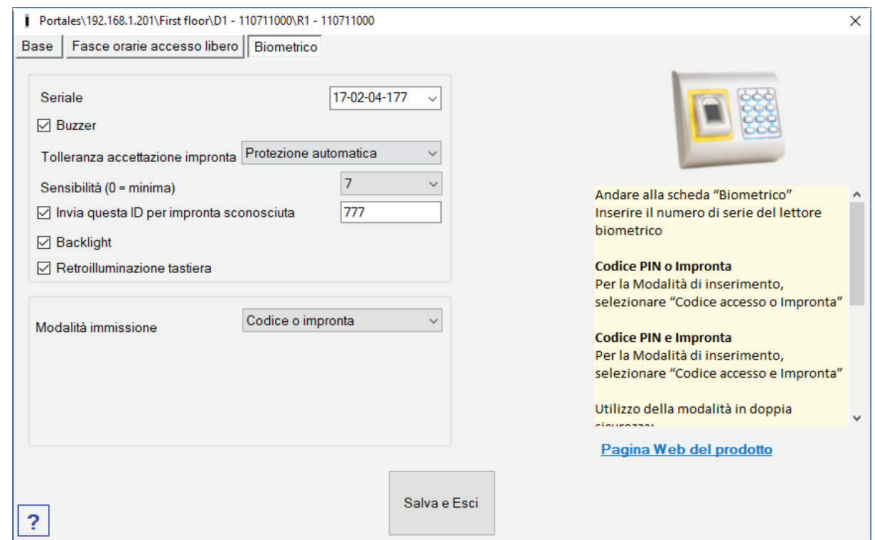 Portales\192.168.1.201\First floor\D1 - 110711000\R1 - 110711000
Base Fasce orarie accesso libero Biometrico
Seriale 17-02-04-177
Buzzer
Tolleranza accettazione impronta Protezione automatica
Sensibilità (0 = minima) 7
Invia questa ID per impronta sconosciuta 777
Backlight
Retroilluminazione tastiera
Modalità immissione Codice o impronta
Andare alla scheda “Biometrico”
Inserire il numero di serie del lettore
biometrico
Codice PIN o Impronta
Per la Modalità di inserimento,
selezionare “Codice accesso o Impronta”
Codice PIN e Impronta
Per la Modalità di inserimento,
selezionare “Codice accesso e Impronta”
Utilizzo della modalità in doppia
Pagina Web del prodotto
Salva e Esci
?